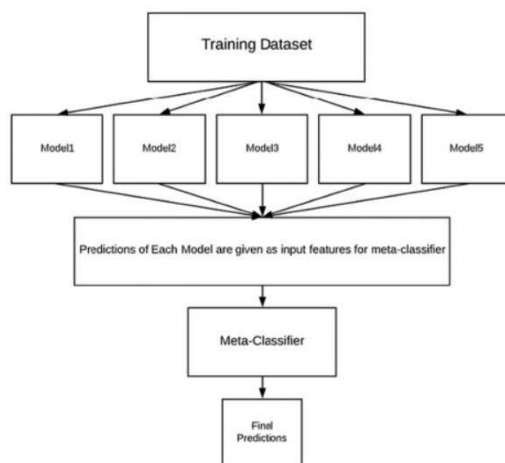 Training Dataset
Model1
Model2
Model3
Model4
Model5
Predictions of Each Model are given as input features for meta-classifier
Meta-Classifier
Final
Predictions